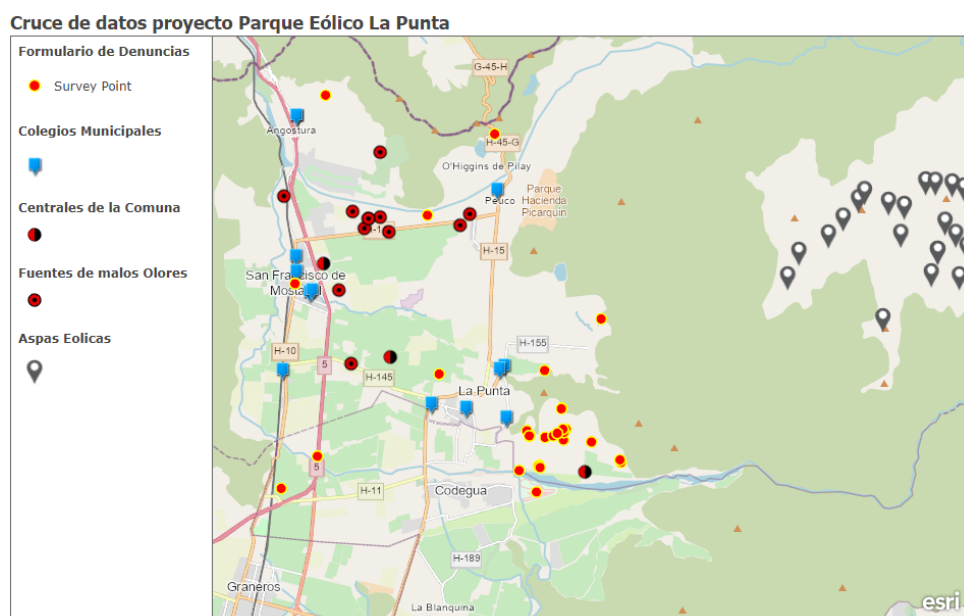 Cruce de datos proyecto Parque Eólico La Punta
Formulario de Denuncias
Survey Point
Colegios Municipales
Centrales de la Comuna
Fuentes de malos Olores
Aspas Eolicas
G-45-H
Angostura
H-45-G
O'Higgins de Pilay
Peuco
Parque
Hacienda
Picarquín
H-15
San Francisco de
H-10
5
H-155
H-145
La Punta
5
H-11
Codegua
H-189
Graneros
La Blanquina
esri